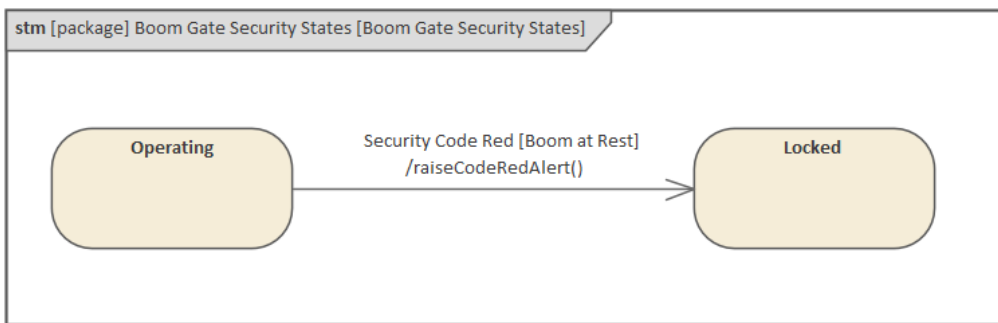 stm [package] Boom Gate Security States [Boom Gate Security States]
Operating
Security Code Red [Boom at Rest]
/raiseCodeRedAlert()
Locked